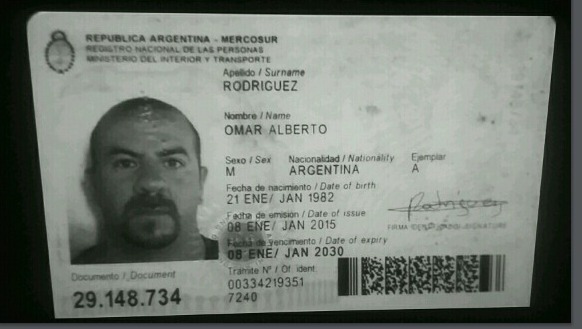 REPUBLICA ARGENTINA - MERCOSUR
REGISTRO NACIONAL DE LAS PERSONAS
MINISTERIO DEL INTERIOR Y TRANSPORTE
Apellido / Surname
RODRIGUEZ
Nombre / Name
OMAR ALBERTO
Sexo / Sex Nacionalidad / Nationality Ejemplar
M ARGENTINA A
Fecha de nacimiento / Date of birth
21 ENE/ JAN 1982
Fecha de emision / Date of issue
08 ENE/ JAN 2015
Fecha de vencimiento / Date of expiry
08 ENE/ JAN 2030
Tramite Nº / Of. ident.
00334219351
7240
Rodriguez
FIRMA SIGNATURE
Documento / Document
29.148.734